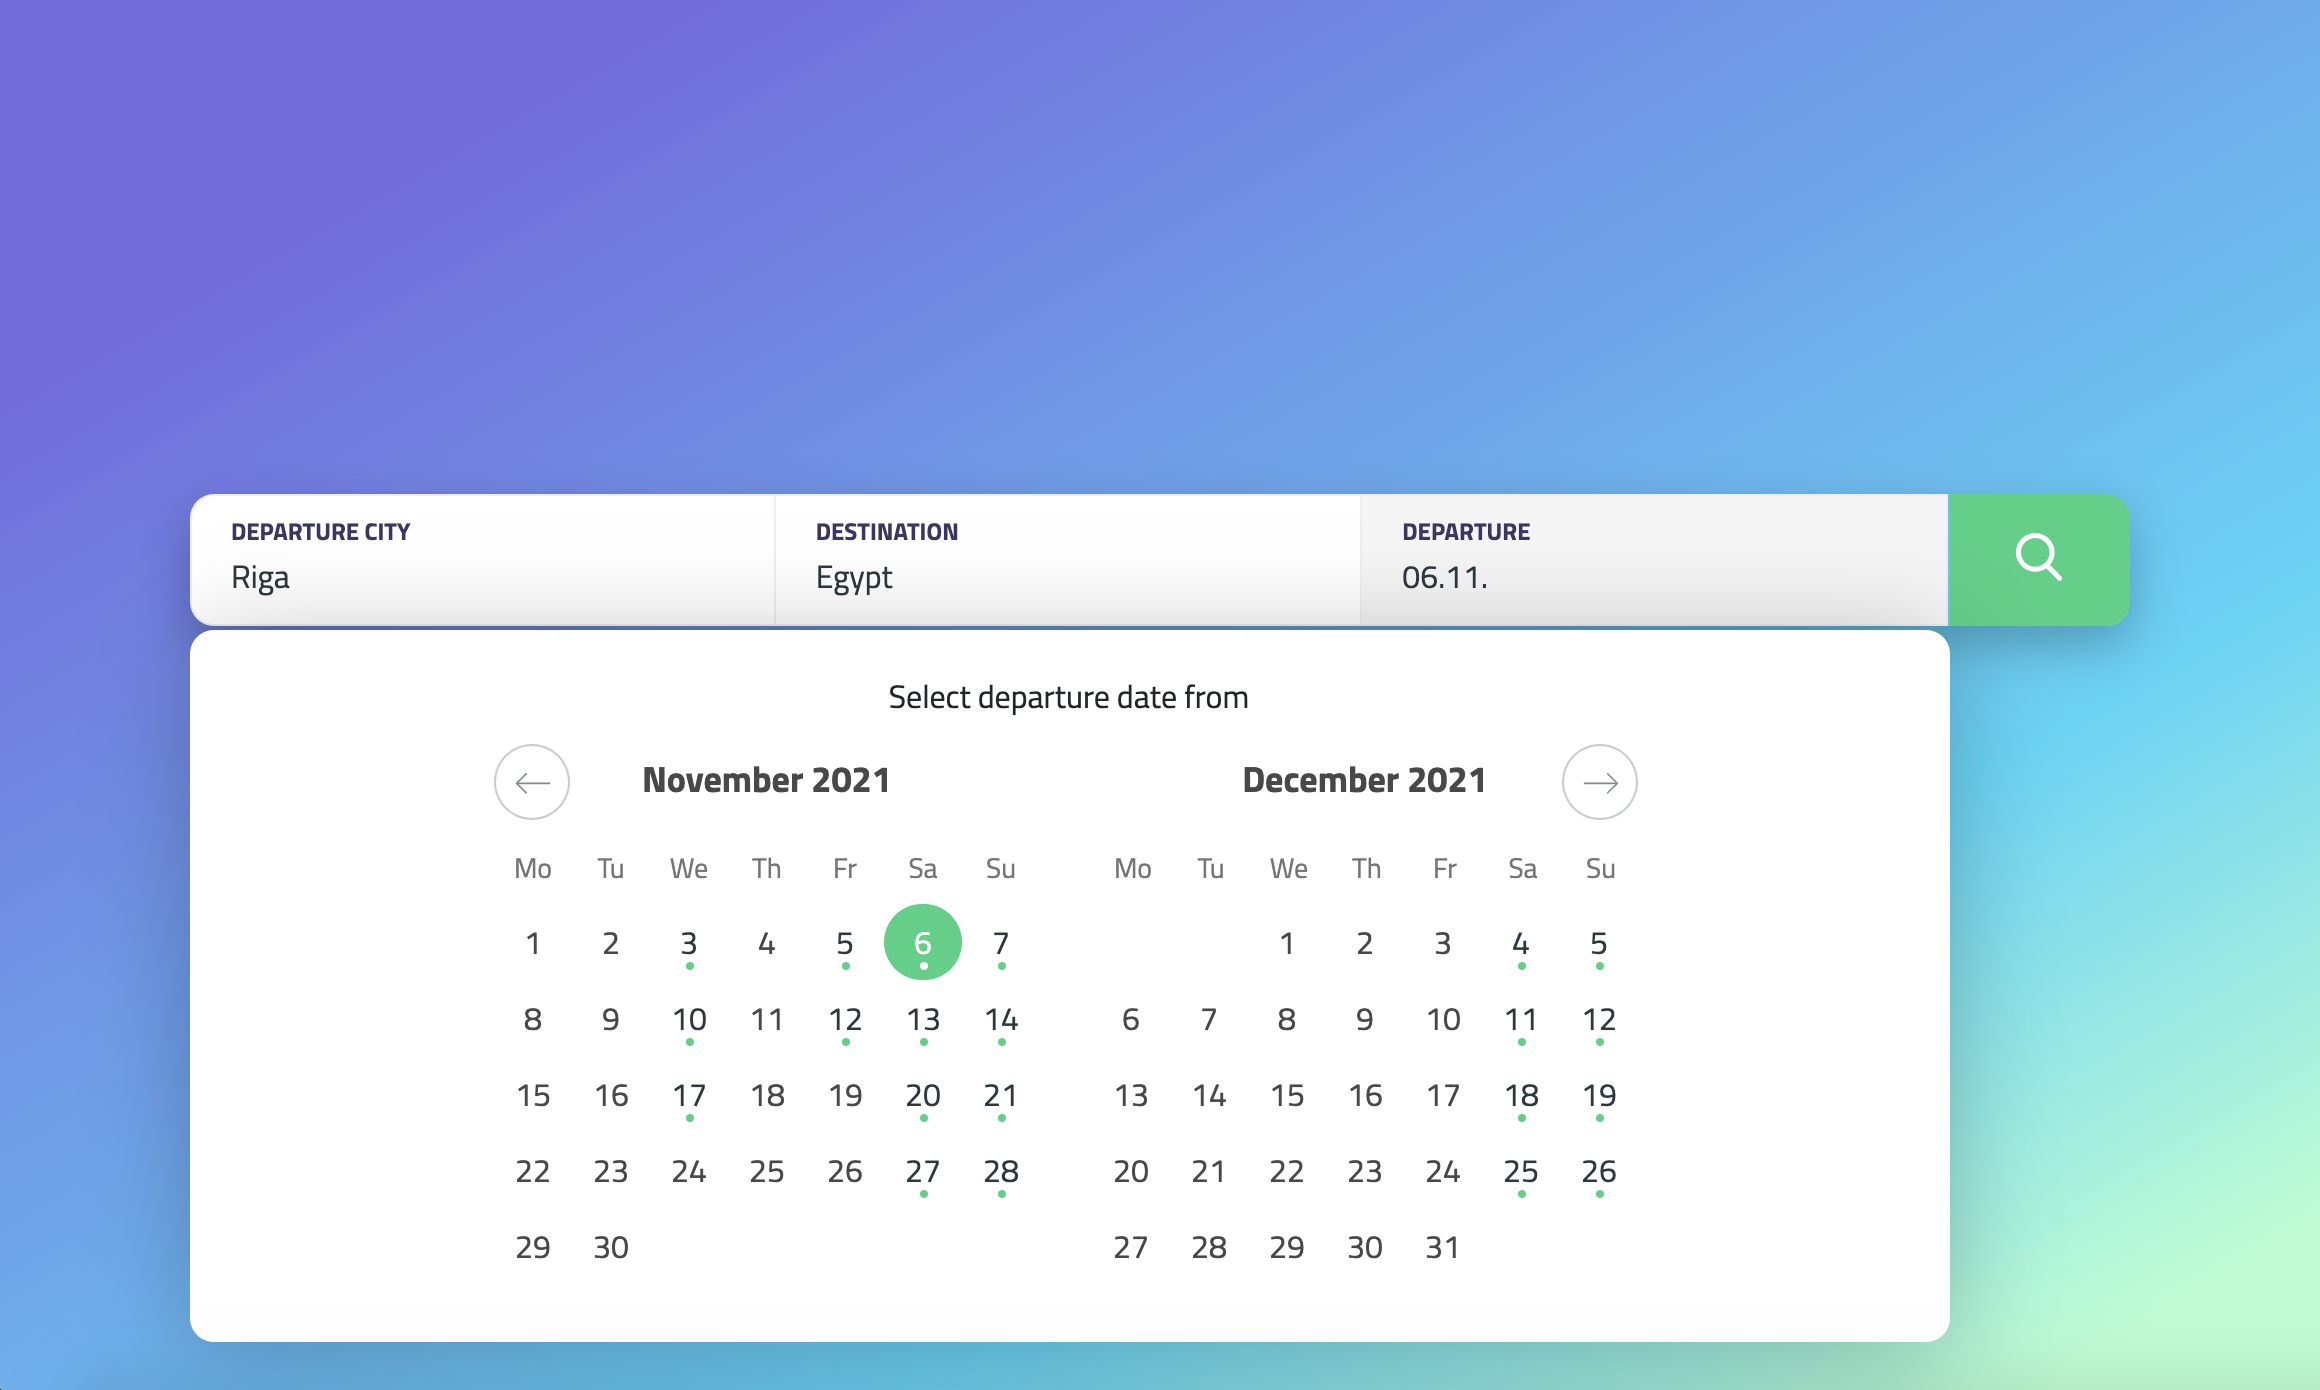 DEPARTURE CITY
Riga
DESTINATION
Egypt
DEPARTURE
06.11.
Select departure date from
November 2021
Mo Tu We Th Fr Sa Su
1 2 3 4 5 6 7
8 9 10 11 12 13 14
15 16 17 18 19 20 21
22 23 24 25 26 27 28
29 30
December 2021
Mo Tu We Th Fr Sa Su
1 2 3 4 5
6 7 8 9 10 11 12
13 14 15 16 17 18 19
20 21 22 23 24 25 26
27 28 29 30 31